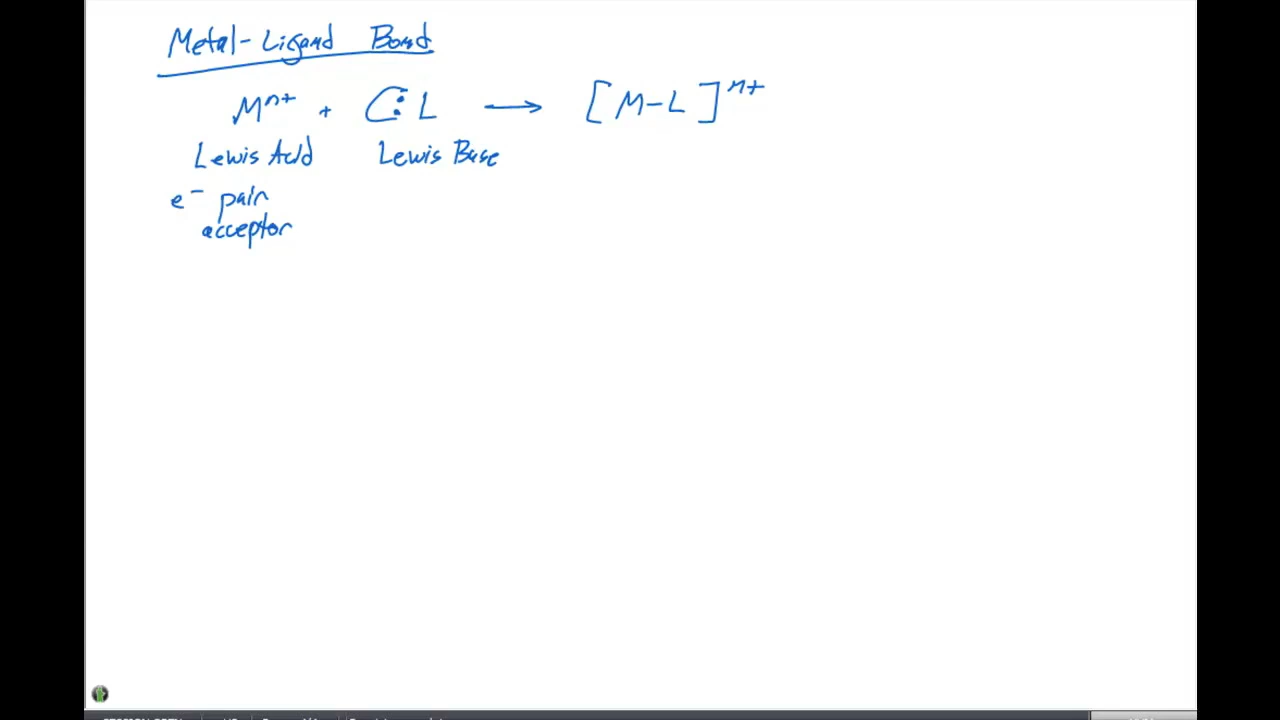 Metal-Ligand Bond
Mⁿ⁺ + :L → [M-L]ⁿ⁺
Lewis Acid Lewis Base
e⁻ pair
acceptor